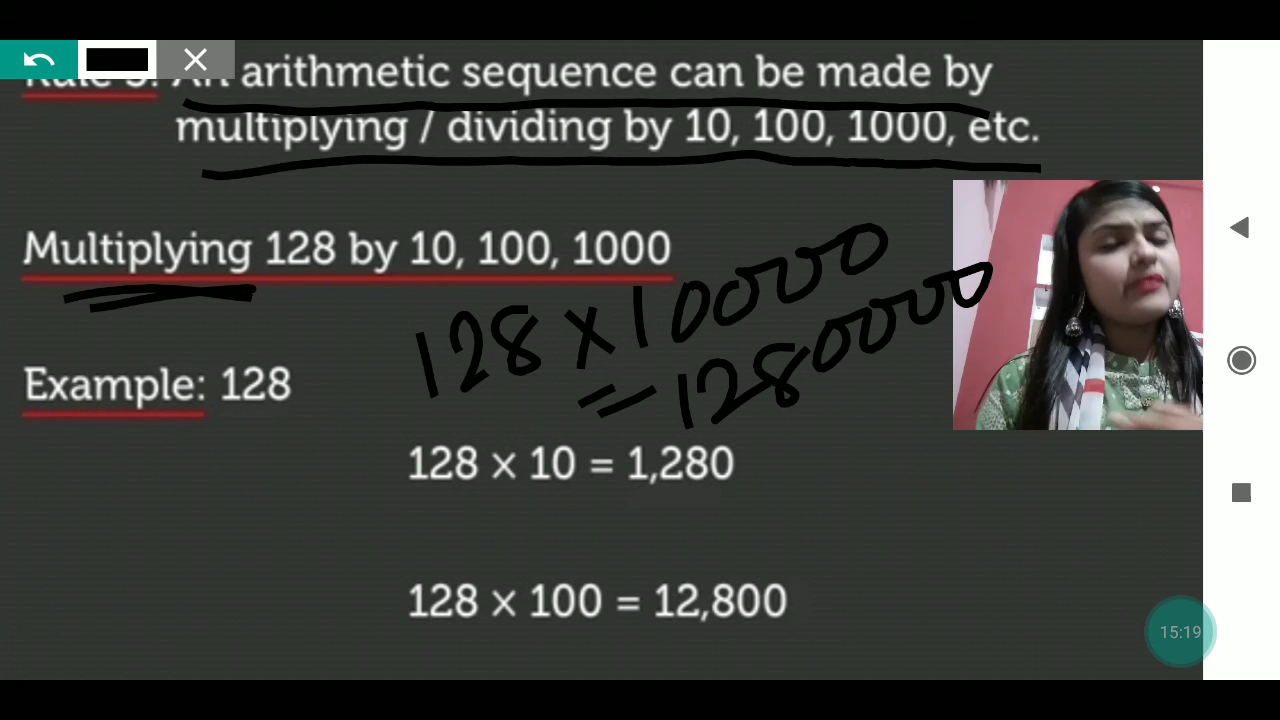 An arithmetic sequence can be made by
multiplying / dividing by 10, 100, 1000, etc.
Multiplying 128 by 10, 100, 1000
128 × 10000
= 1280000
Example: 128
128 × 10 = 1,280
128 × 100 = 12,800
15:19